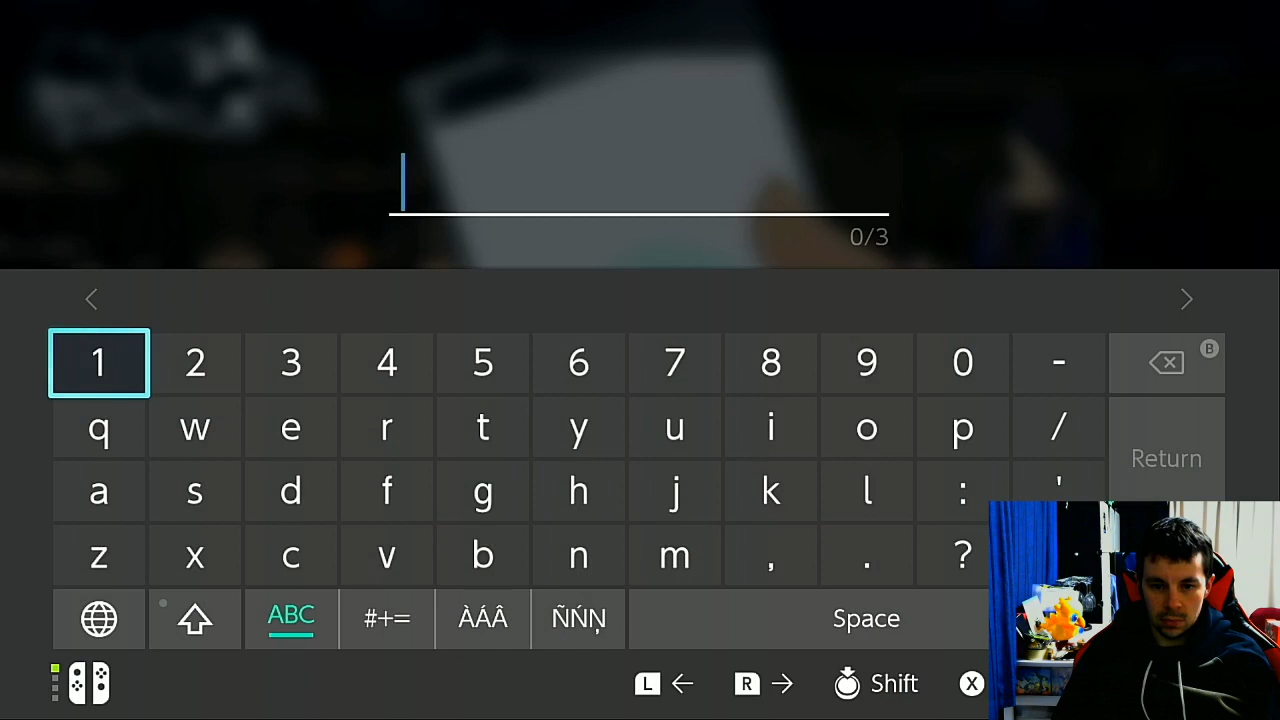 0/3
1 2 3 4 5 6 7 8 9 0 -
B
q w e r t y u i o p /
Return
a s d f g h j k l : '
z x c v b n m , . ?
ABC #+= ÀÁÂ ÑŃŅ Space
L ← R → Shift X